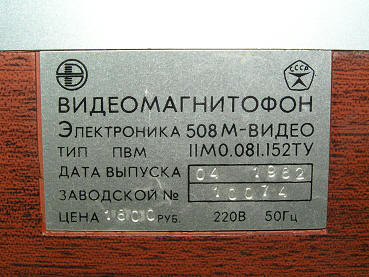 СССР
ВИДЕОМАГНИТОФОН
ЭЛЕКТРОНИКА 508М-ВИДЕО
ТИП ПВМ IIМ0.081.152ТУ
ДАТА ВЫПУСКА 04 1982
ЗАВОДСКОЙ № 10074
ЦЕНА 1800 РУБ. 220В 50Гц